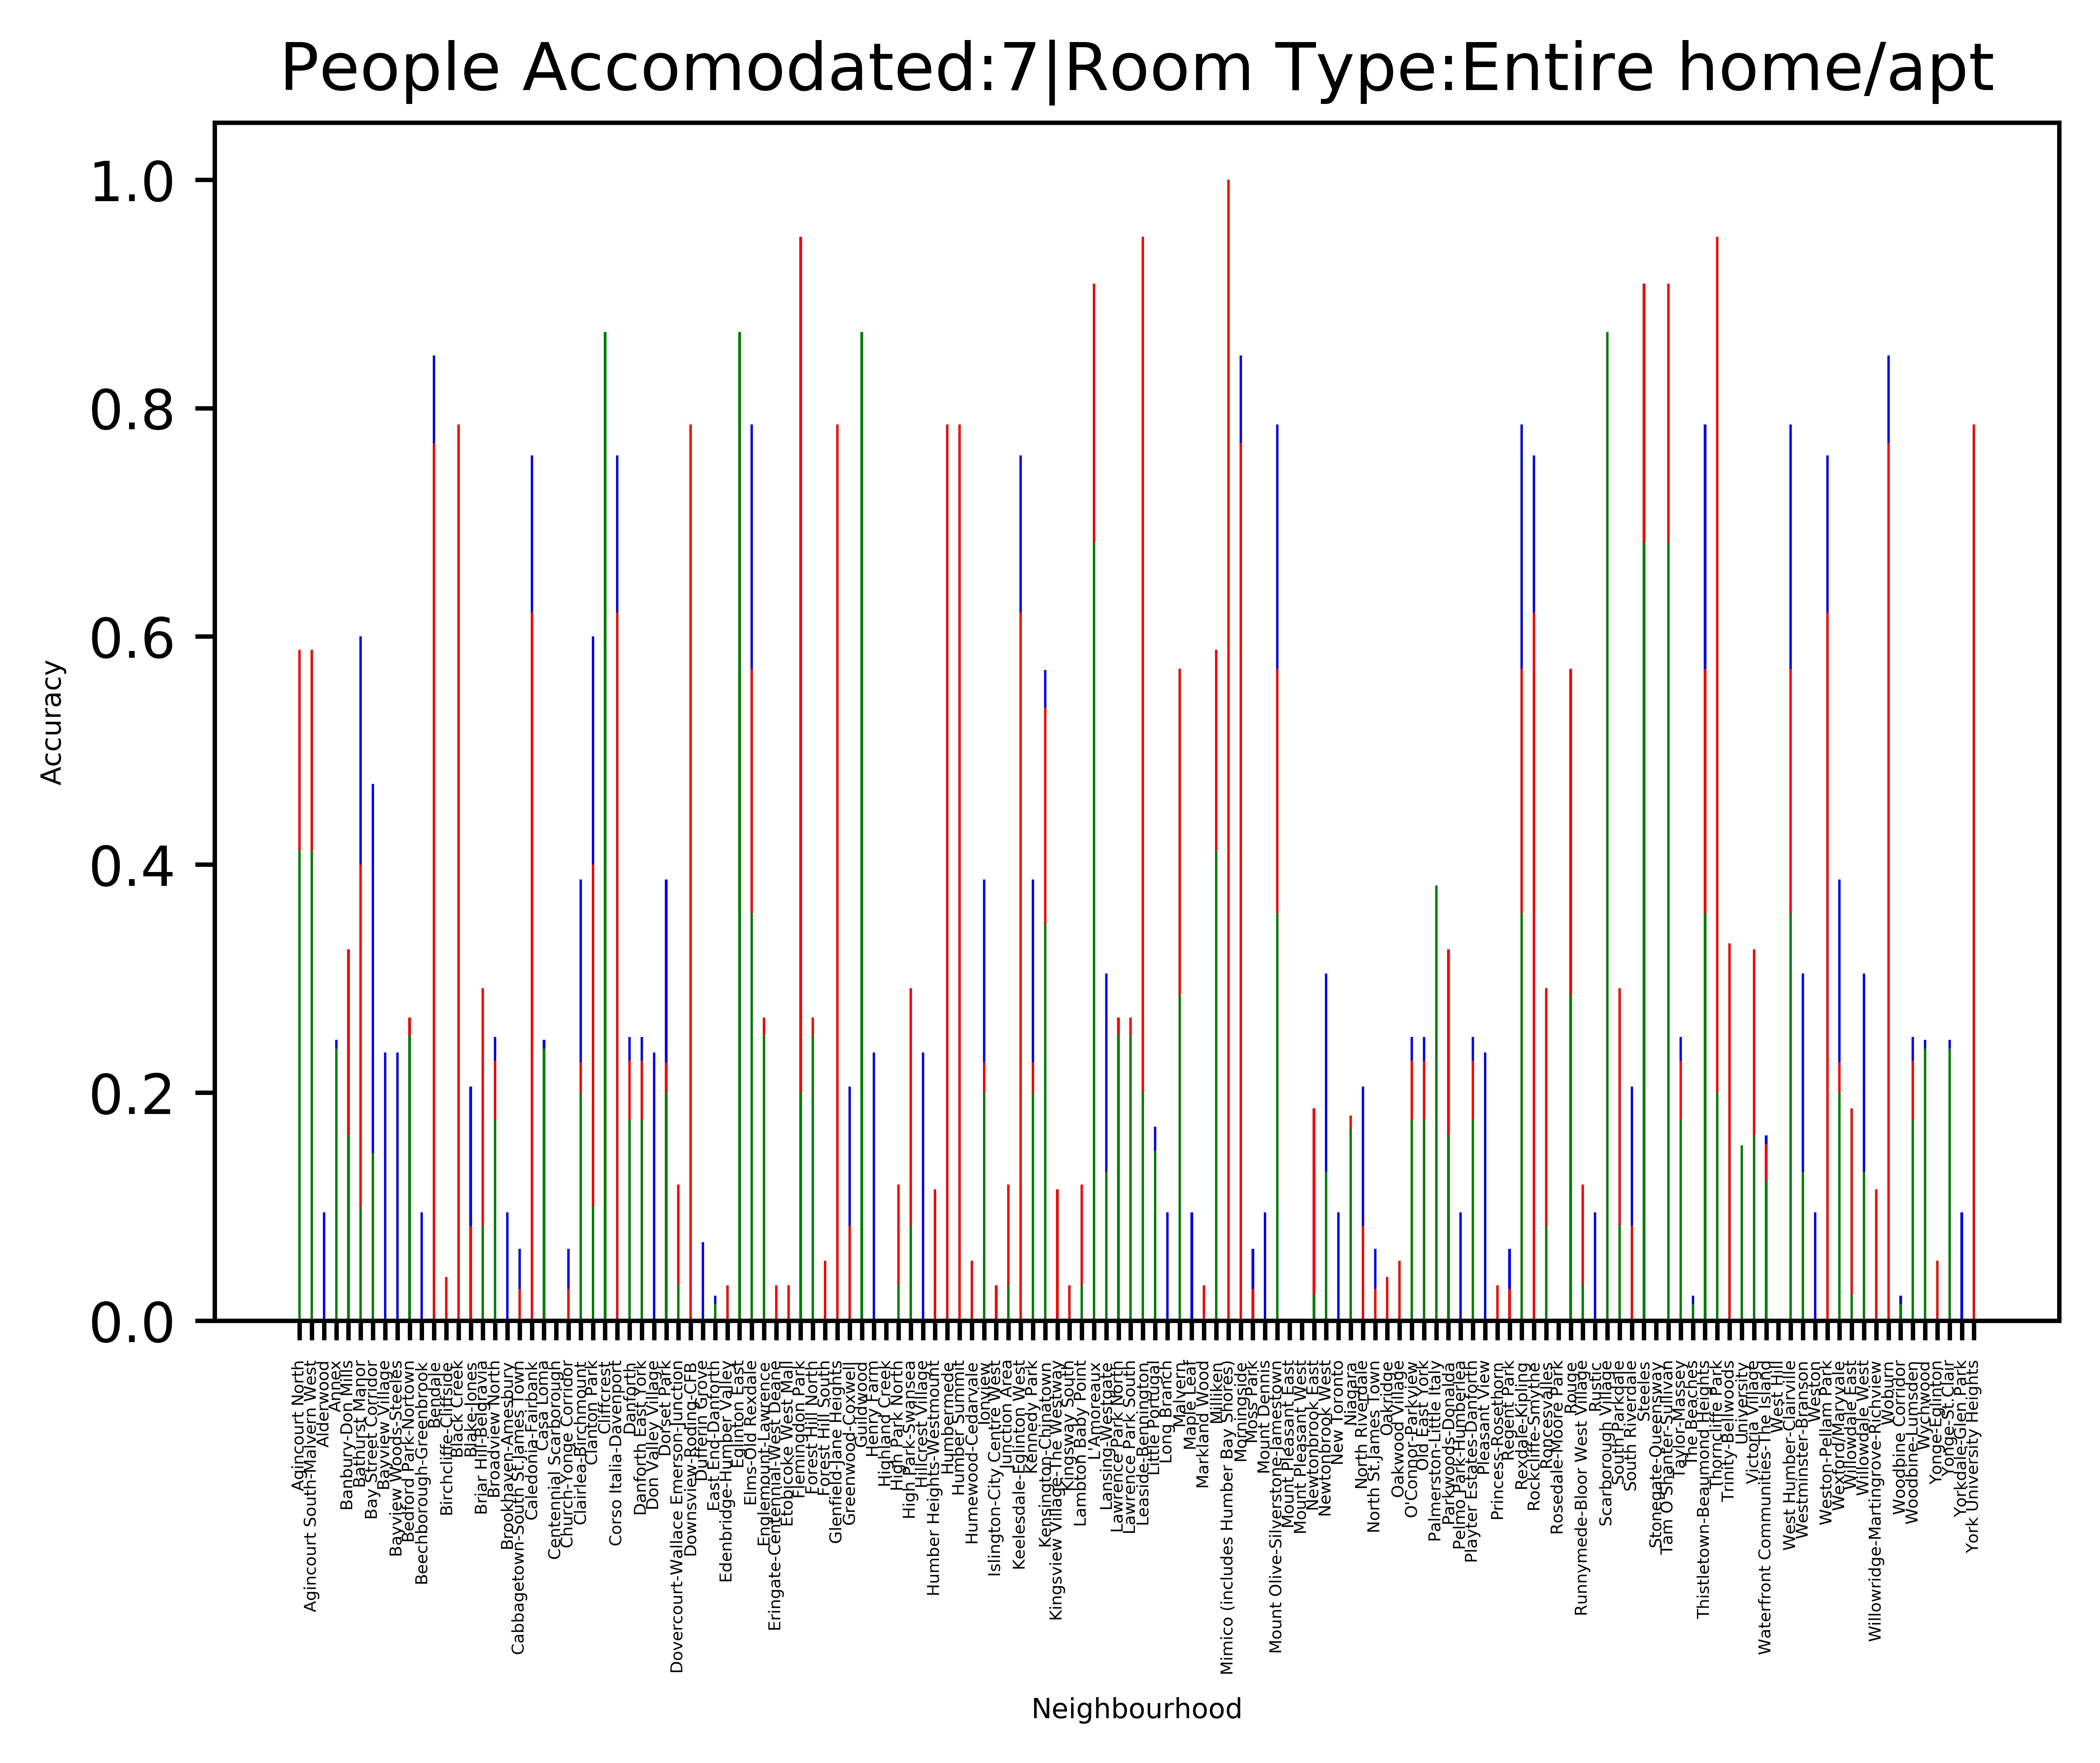 People Accomodated:7|Room Type:Entire home/apt
1.0
0.8
0.6
0.4
0.2
0.0
Accuracy
Agincourt North
Agincourt South-Malvern West
Alderwood
Annex
Banbury-Don Mills
Bathurst Manor
Bay Street Corridor
Bayview Village
Bayview Woods-Steeles
Bedford Park-Nortown
Beechborough-Greenbrook
Bendale
Birchcliffe-Cliffside
Black Creek
Blake-Jones
Briar Hill-Belgravia
Broadview North
Brookhaven-Amesbury
Cabbagetown-South St.James Town
Caledonia-Fairbank
Casa Loma
Centennial Scarborough
Church-Yonge Corridor
Clairlea-Birchmount
Clanton Park
Cliffcrest
Corso Italia-Davenport
Danforth
Danforth East York
Don Valley Village
Dorset Park
Dovercourt-Wallace Emerson-Junction
Downsview-Roding-CFB
Dufferin Grove
East End-Danforth
Edenbridge-Humber Valley
Eglinton East
Elms-Old Rexdale
Englemount-Lawrence
Eringate-Centennial-West Deane
Etobicoke West Mall
Flemingdon Park
Forest Hill North
Forest Hill South
Glenfield-Jane Heights
Greenwood-Coxwell
Guildwood
Henry Farm
Highland Creek
High Park North
High Park-Swansea
Hillcrest Village
Humber Heights-Westmount
Humbermede
Humber Summit
Humewood-Cedarvale
Ionview
Islington-City Centre West
Junction Area
Keelesdale-Eglinton West
Kennedy Park
Kensington-Chinatown
Kingsview Village-The Westway
Kingsway South
Lambton Baby Point
L'Amoreaux
Lansing-Westgate
Lawrence Park North
Lawrence Park South
Leaside-Bennington
Little Portugal
Long Branch
Malvern
Maple Leaf
Markland Wood
Milliken
Mimico (includes Humber Bay Shores)
Morningside
Moss Park
Mount Dennis
Mount Olive-Silverstone-Jamestown
Mount Pleasant East
Mount Pleasant West
Newtonbrook East
Newtonbrook West
New Toronto
Niagara
North Riverdale
North St.James Town
Oakridge
Oakwood Village
O'Connor-Parkview
Old East York
Palmerston-Little Italy
Parkwoods-Donalda
Pelmo Park-Humberlea
Playter Estates-Danforth
Pleasant View
Princess-Rosethorn
Regent Park
Rexdale-Kipling
Rockcliffe-Smythe
Roncesvalles
Rosedale-Moore Park
Rouge
Runnymede-Bloor West Village
Rustic
Scarborough Village
South Parkdale
South Riverdale
Steeles
Stonegate-Queensway
Tam O'Shanter-Sullivan
Taylor-Massey
The Beaches
Thistletown-Beaumond Heights
Thorncliffe Park
Trinity-Bellwoods
University
Victoria Village
Waterfront Communities-The Island
West Hill
West Humber-Clairville
Westminster-Branson
Weston
Weston-Pellam Park
Wexford/Maryvale
Willowdale East
Willowdale West
Willowridge-Martingrove-Richview
Woburn
Woodbine Corridor
Woodbine-Lumsden
Wychwood
Yonge-Eglinton
Yonge-St.Clair
Yorkdale-Glen Park
York University Heights
Neighbourhood